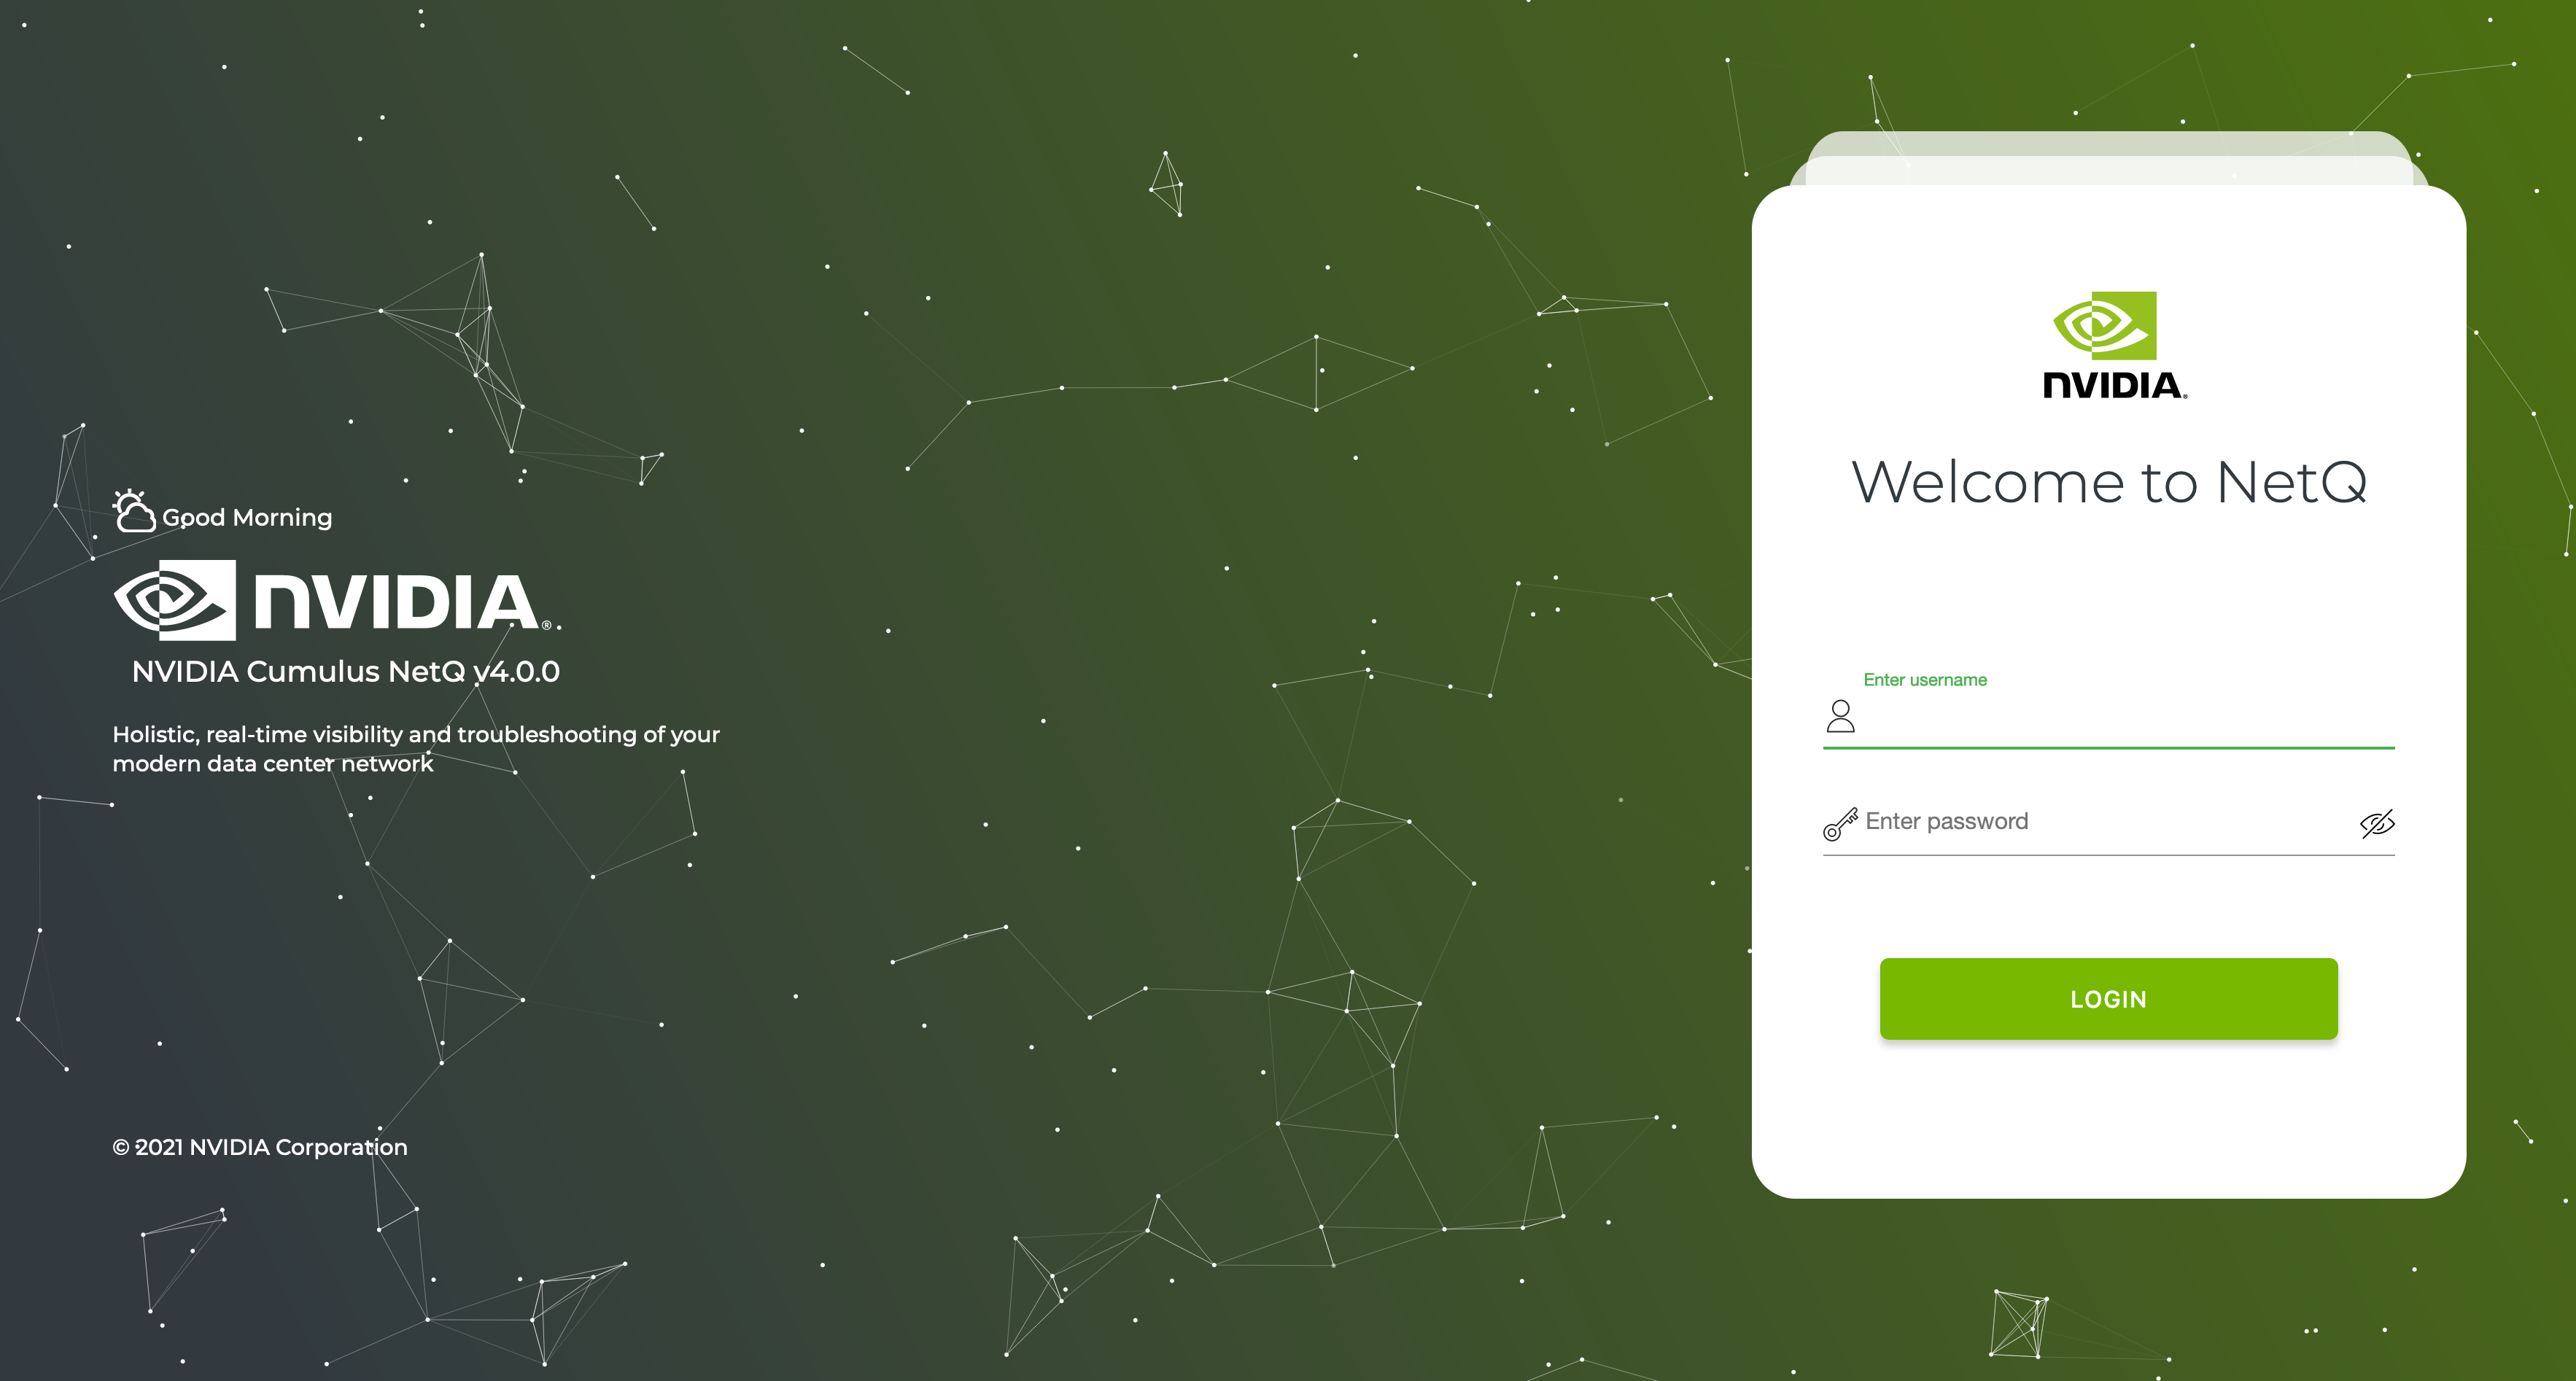 Good Morning
NVIDIA®.
NVIDIA Cumulus NetQ v4.0.0
Holistic, real-time visibility and troubleshooting of your
modern data center network
© 2021 NVIDIA Corporation
NVIDIA®
Welcome to NetQ
Enter username
Enter password
LOGIN